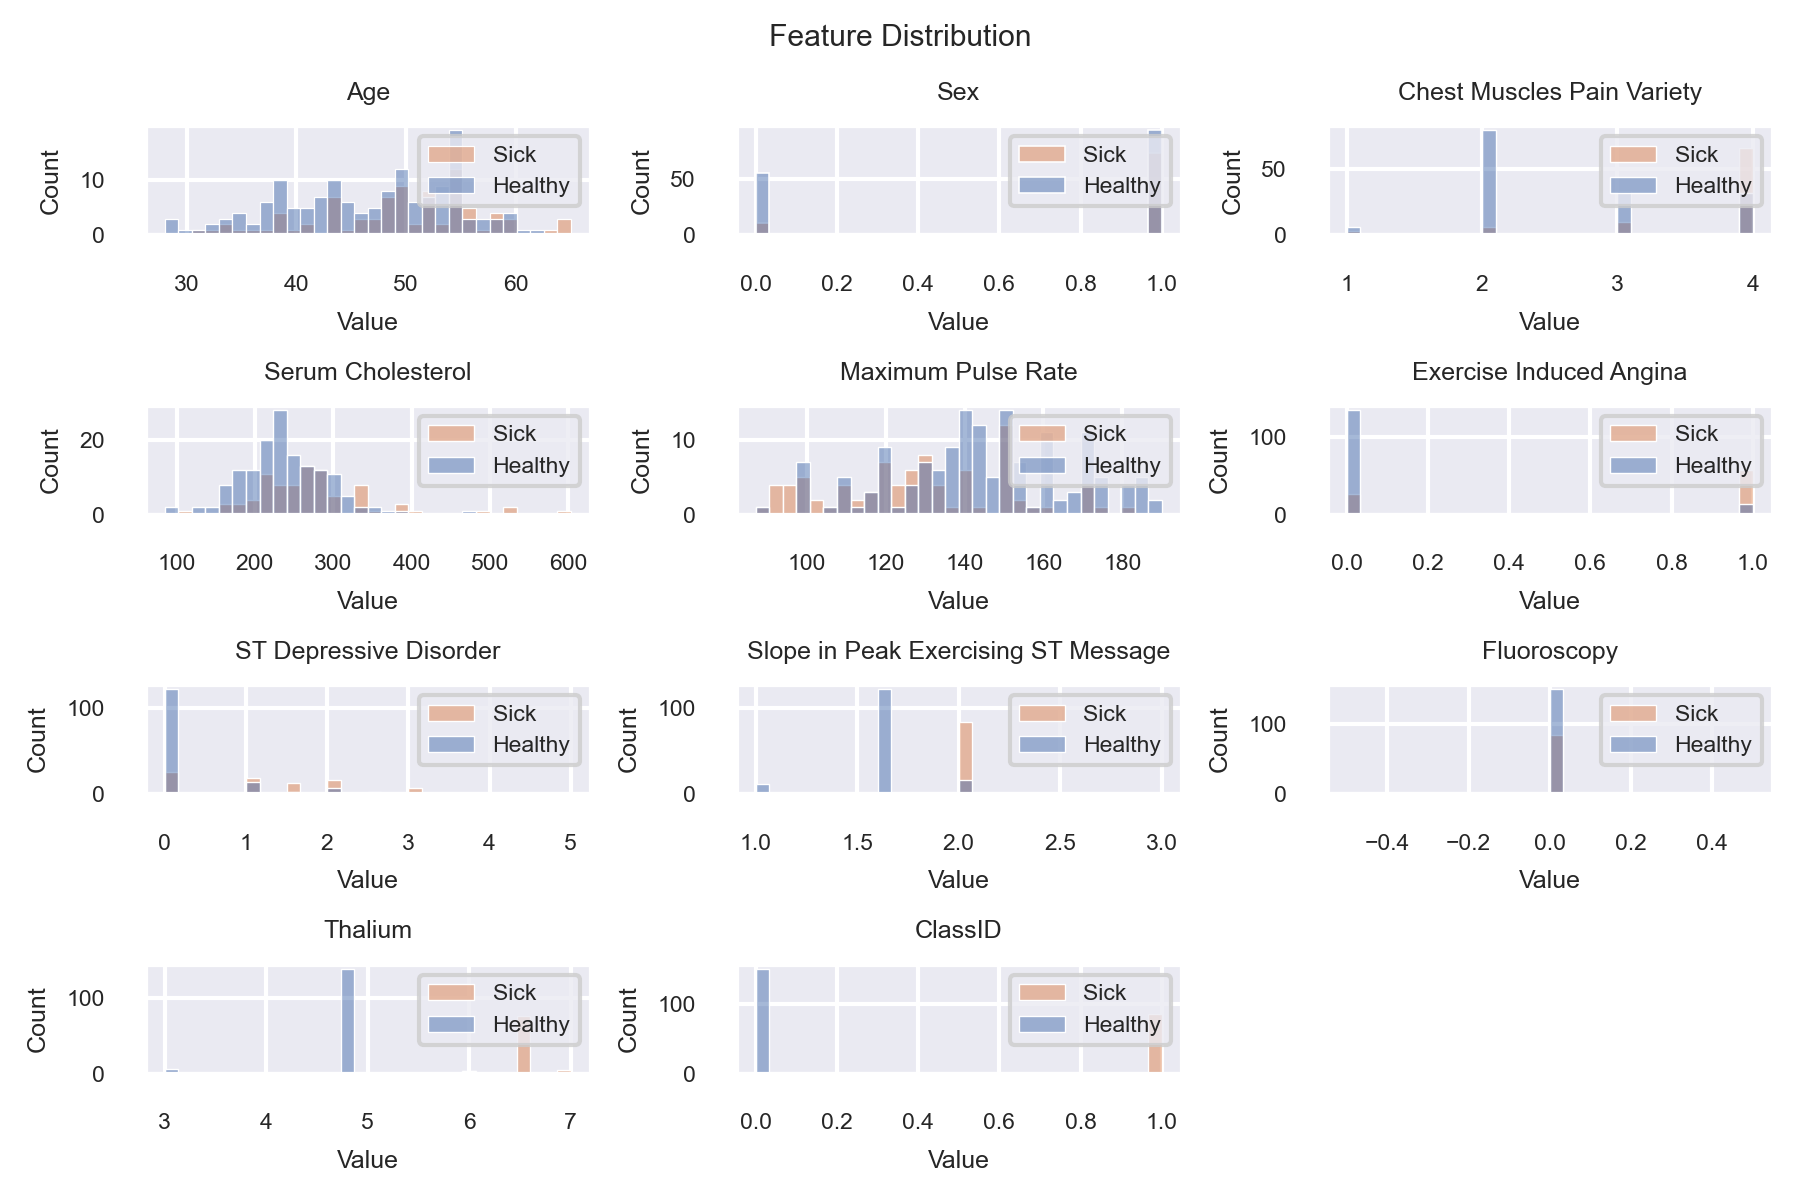 Feature Distribution
Age
Count
10
0
Sick
Healthy
30 40 50 60
Value
Sex
Count
50
0
Sick
Healthy
0.0 0.2 0.4 0.6 0.8 1.0
Value
Chest Muscles Pain Variety
Count
50
0
Sick
Healthy
1 2 3 4
Value
Serum Cholesterol
Count
20
0
Sick
Healthy
100 200 300 400 500 600
Value
Maximum Pulse Rate
Count
10
0
Sick
Healthy
100 120 140 160 180
Value
Exercise Induced Angina
Count
100
0
Sick
Healthy
0.0 0.2 0.4 0.6 0.8 1.0
Value
ST Depressive Disorder
Count
100
0
Sick
Healthy
0 1 2 3 4 5
Value
Slope in Peak Exercising ST Message
Count
100
0
Sick
Healthy
1.0 1.5 2.0 2.5 3.0
Value
Fluoroscopy
Count
100
0
Sick
Healthy
−0.4 −0.2 0.0 0.2 0.4
Value
Thalium
Count
100
0
Sick
Healthy
3 4 5 6 7
Value
ClassID
Count
100
0
Sick
Healthy
0.0 0.2 0.4 0.6 0.8 1.0
Value